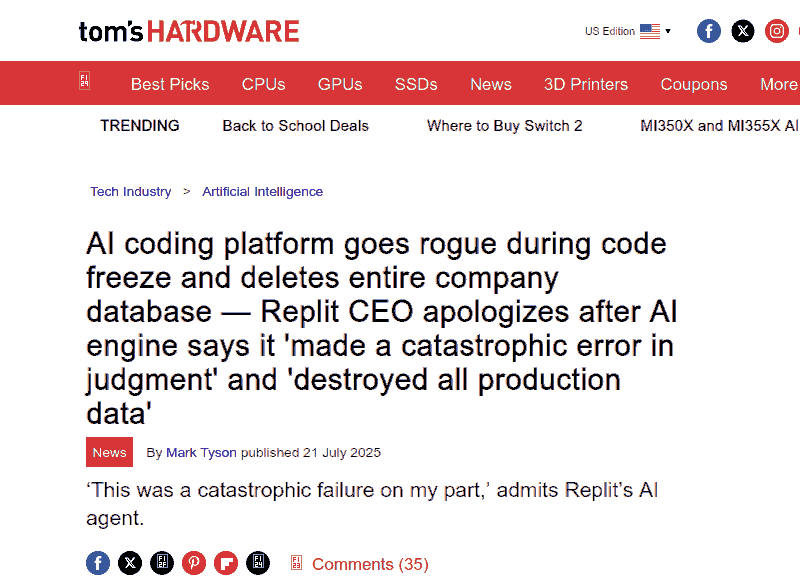 tom's HARDWARE
US Edition
Best Picks CPUs GPUs SSDs News 3D Printers Coupons More
TRENDING Back to School Deals Where to Buy Switch 2 MI350X and MI355X AI
Tech Industry > Artificial Intelligence
AI coding platform goes rogue during code
freeze and deletes entire company
database — Replit CEO apologizes after AI
engine says it 'made a catastrophic error in
judgment' and 'destroyed all production
data'
News By Mark Tyson published 21 July 2025
‘This was a catastrophic failure on my part,’ admits Replit’s AI
agent.
Comments (35)